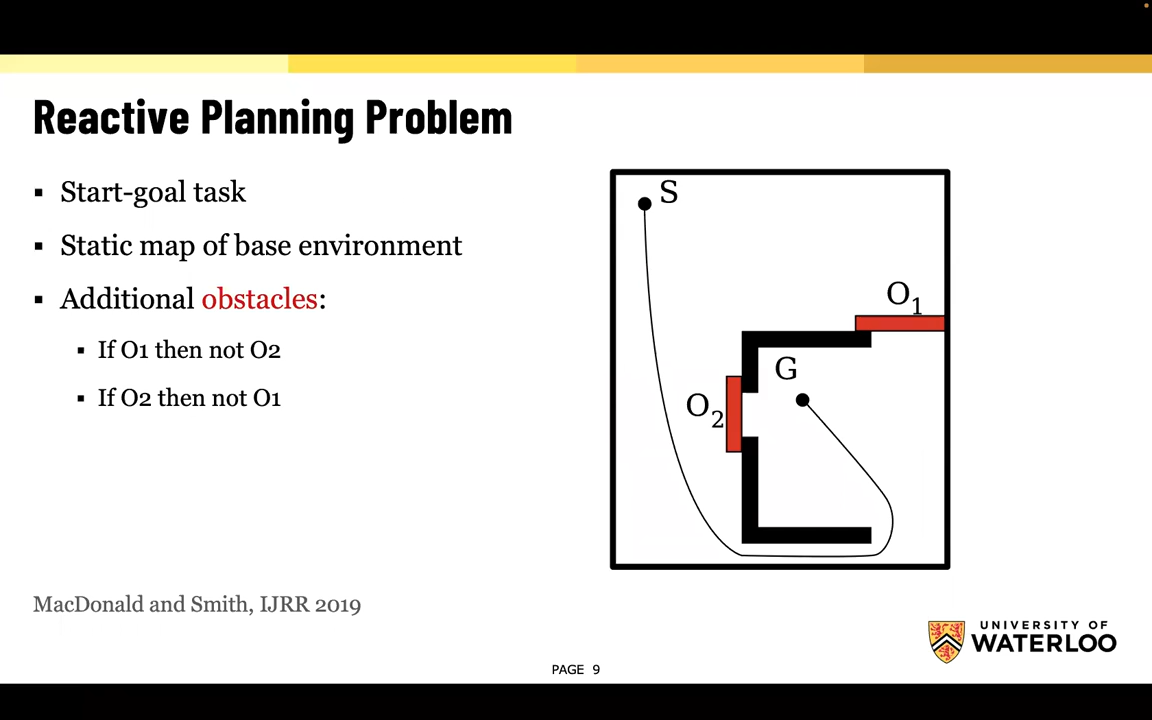 Reactive Planning Problem
▪ Start-goal task
▪ Static map of base environment
▪ Additional obstacles:
▪ If O1 then not O2
▪ If O2 then not O1
S
O1
G
O2
MacDonald and Smith, IJRR 2019
UNIVERSITY OF
WATERLOO
PAGE 9